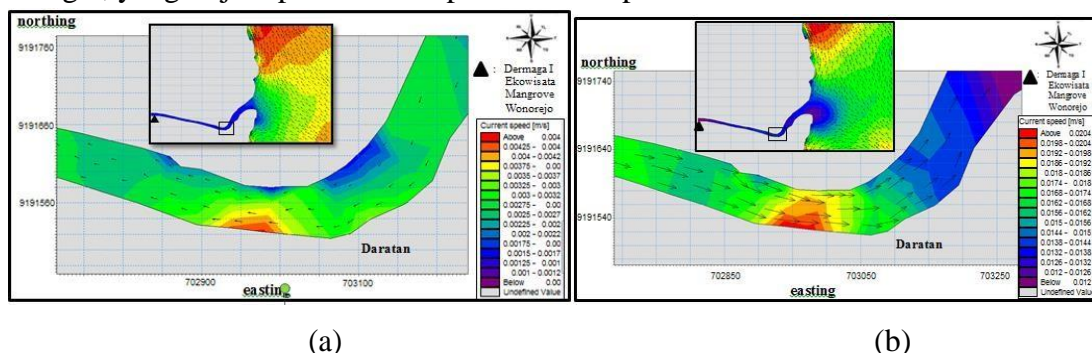 northing
9191760
9191660
9191560
Daratan
702900
703100
easting
Dermaga I
Ekowisata
Mangrove
Wonorejo
Current speed [m/s]
Above 0.004
0.00425 - 0.004
0.004 - 0.0042
0.00375 - 0.00
0.0035 - 0.0037
0.00325 - 0.003
0.003 - 0.0032
0.00275 - 0.00
0.0025 - 0.0027
0.00225 - 0.002
0.002 - 0.0022
0.00175 - 0.00
0.0015 - 0.0017
0.00125 - 0.001
0.001 - 0.0012
Below 0.00
Undefined Value
(a)
northing
9191740
9191640
9191540
Daratan
702850
703050
703250
easting
Dermaga I
Ekowisata
Mangrove
Wonorejo
Current speed [m/s]
Above 0.0204
0.0198 - 0.0204
0.0192 - 0.0198
0.0186 - 0.0192
0.018 - 0.0186
0.0174 - 0.018
0.0168 - 0.0174
0.0162 - 0.0168
0.0156 - 0.0162
0.015 - 0.0156
0.0144 - 0.015
0.0138 - 0.0144
0.0132 - 0.0138
0.0126 - 0.0132
0.012 - 0.0126
Below 0.012
Undefined Value
(b)